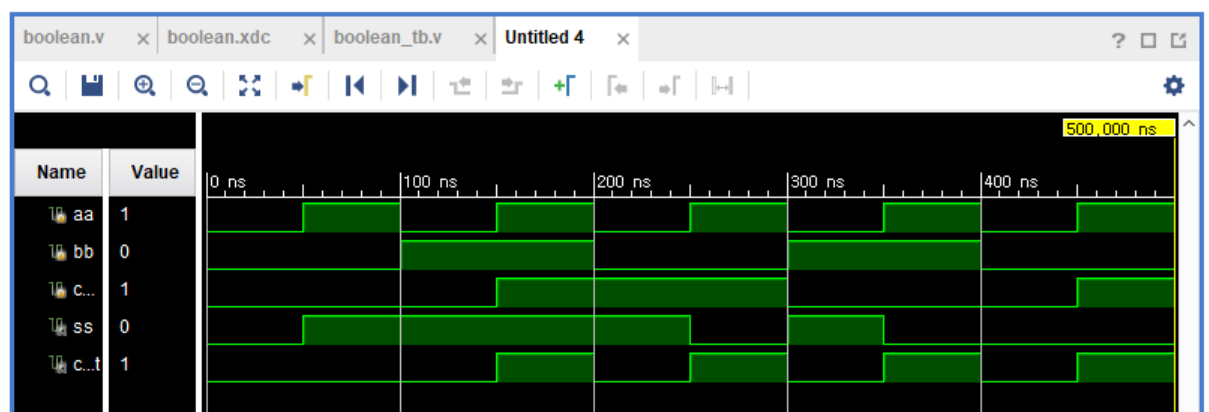 boolean.v × boolean.xdc × boolean_tb.v × Untitled 4 × ?
500,000 ns
Name Value 0 ns 100 ns 200 ns 300 ns 400 ns
aa 1
bb 0
c... 1
ss 0
c...t 1